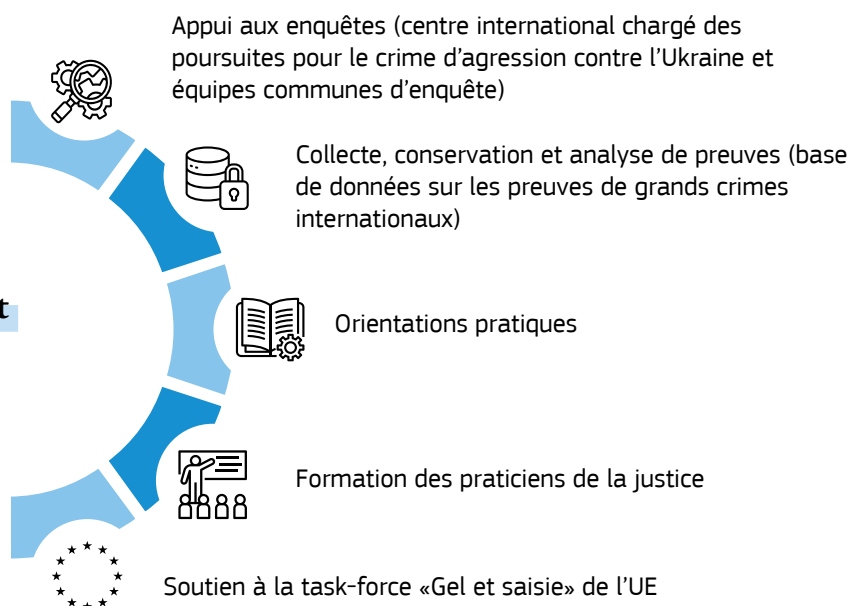 Appui aux enquêtes (centre international chargé des
poursuites pour le crime d’agression contre l’Ukraine et
équipes communes d’enquête)
Collecte, conservation et analyse de preuves (base
de données sur les preuves de grands crimes
internationaux)
t
Orientations pratiques
Formation des praticiens de la justice
Soutien à la task-force «Gel et saisie» de l’UE